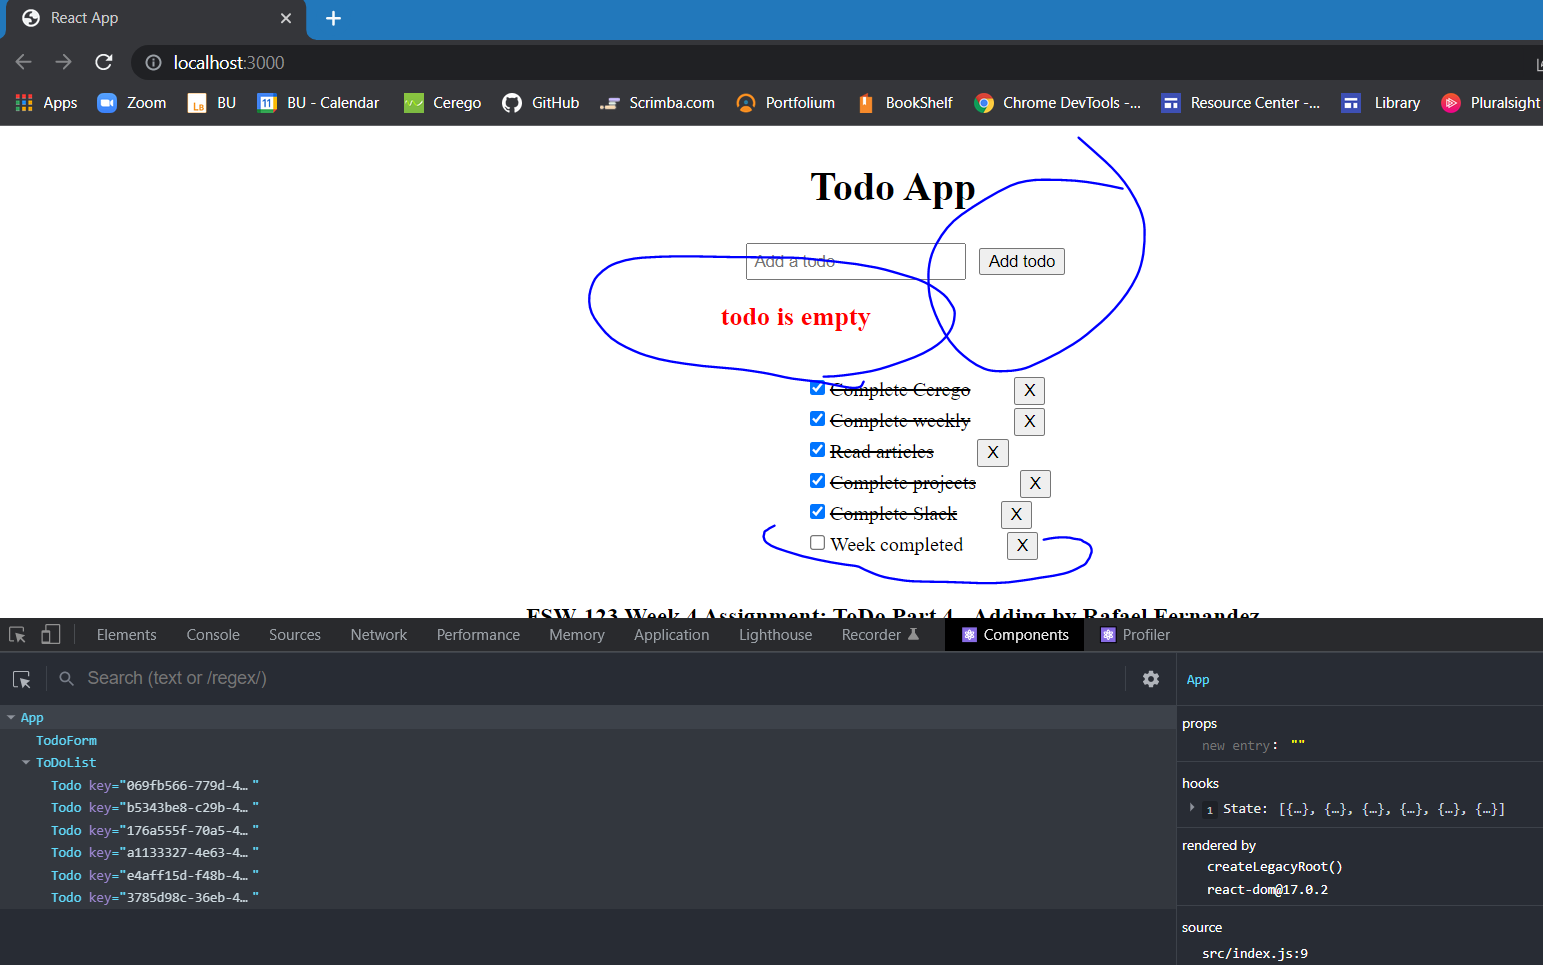 React App
localhost:3000
Apps Zoom BU BU - Calendar Cerego GitHub Scrimba.com Portfolium BookShelf Chrome DevTools -... Resource Center -... Library Pluralsight
Todo App
Add a todo Add todo
todo is empty
Complete Cerego X
Complete weekly X
Read articles X
Complete projects X
Complete Slack X
Week completed X
FSW-123 Week 4 Assignment: ToDo Part 4 - Adding by Rafael Fernandez
Elements Console Sources Network Performance Memory Application Lighthouse Recorder Components Profiler
Search (text or /regex/)
App
App
props
new entry: ""
TodoForm
ToDoList
hooks
Todo key="069fb566-779d-4…"
1 State: [{…}, {…}, {…}, {…}, {…}, {…}]
Todo key="b5343be8-c29b-4…"
Todo key="176a555f-70a5-4…"
rendered by
Todo key="a1133327-4e63-4…"
createLegacyRoot()
Todo key="e4aff15d-f48b-4…"
react-dom@17.0.2
Todo key="3785d98c-36eb-4…"
source
src/index.js:9